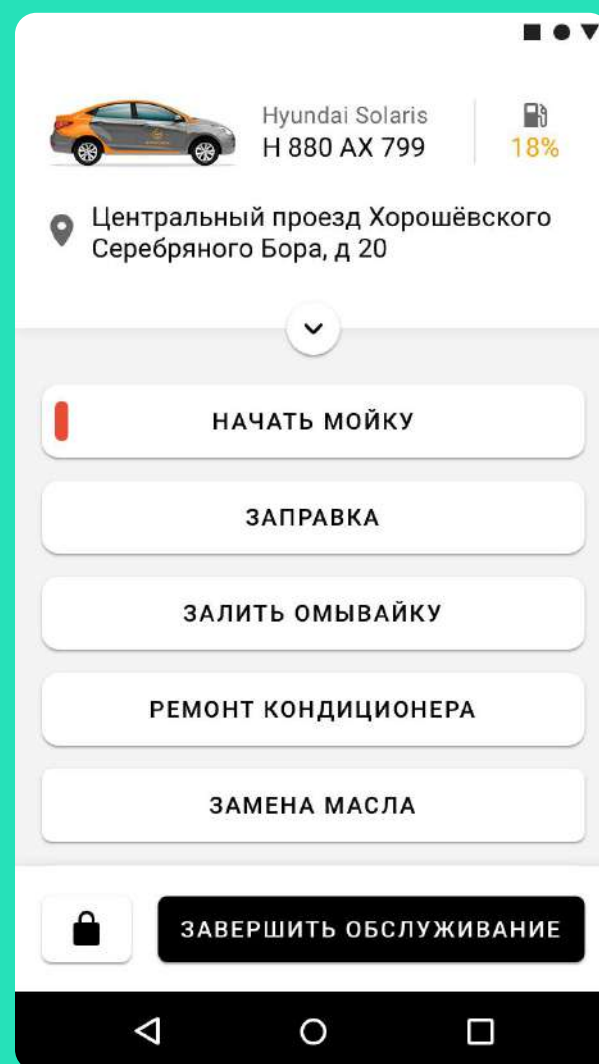 Hyundai Solaris
Н 880 АХ 799
18%
Центральный проезд Хорошёвского
Серебряного Бора, д 20
НАЧАТЬ МОЙКУ
ЗАПРАВКА
ЗАЛИТЬ ОМЫВАЙКУ
РЕМОНТ КОНДИЦИОНЕРА
ЗАМЕНА МАСЛА
ЗАВЕРШИТЬ ОБСЛУЖИВАНИЕ